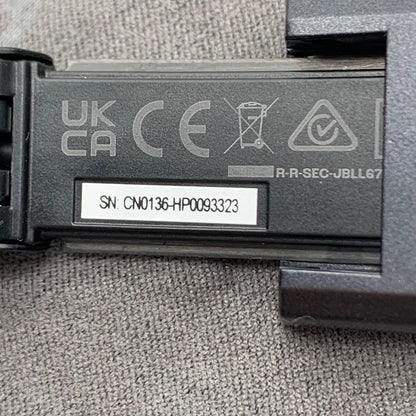 UK
CA
CE
R-R-SEC-JBLL67
SN: CN0136-HP0093323